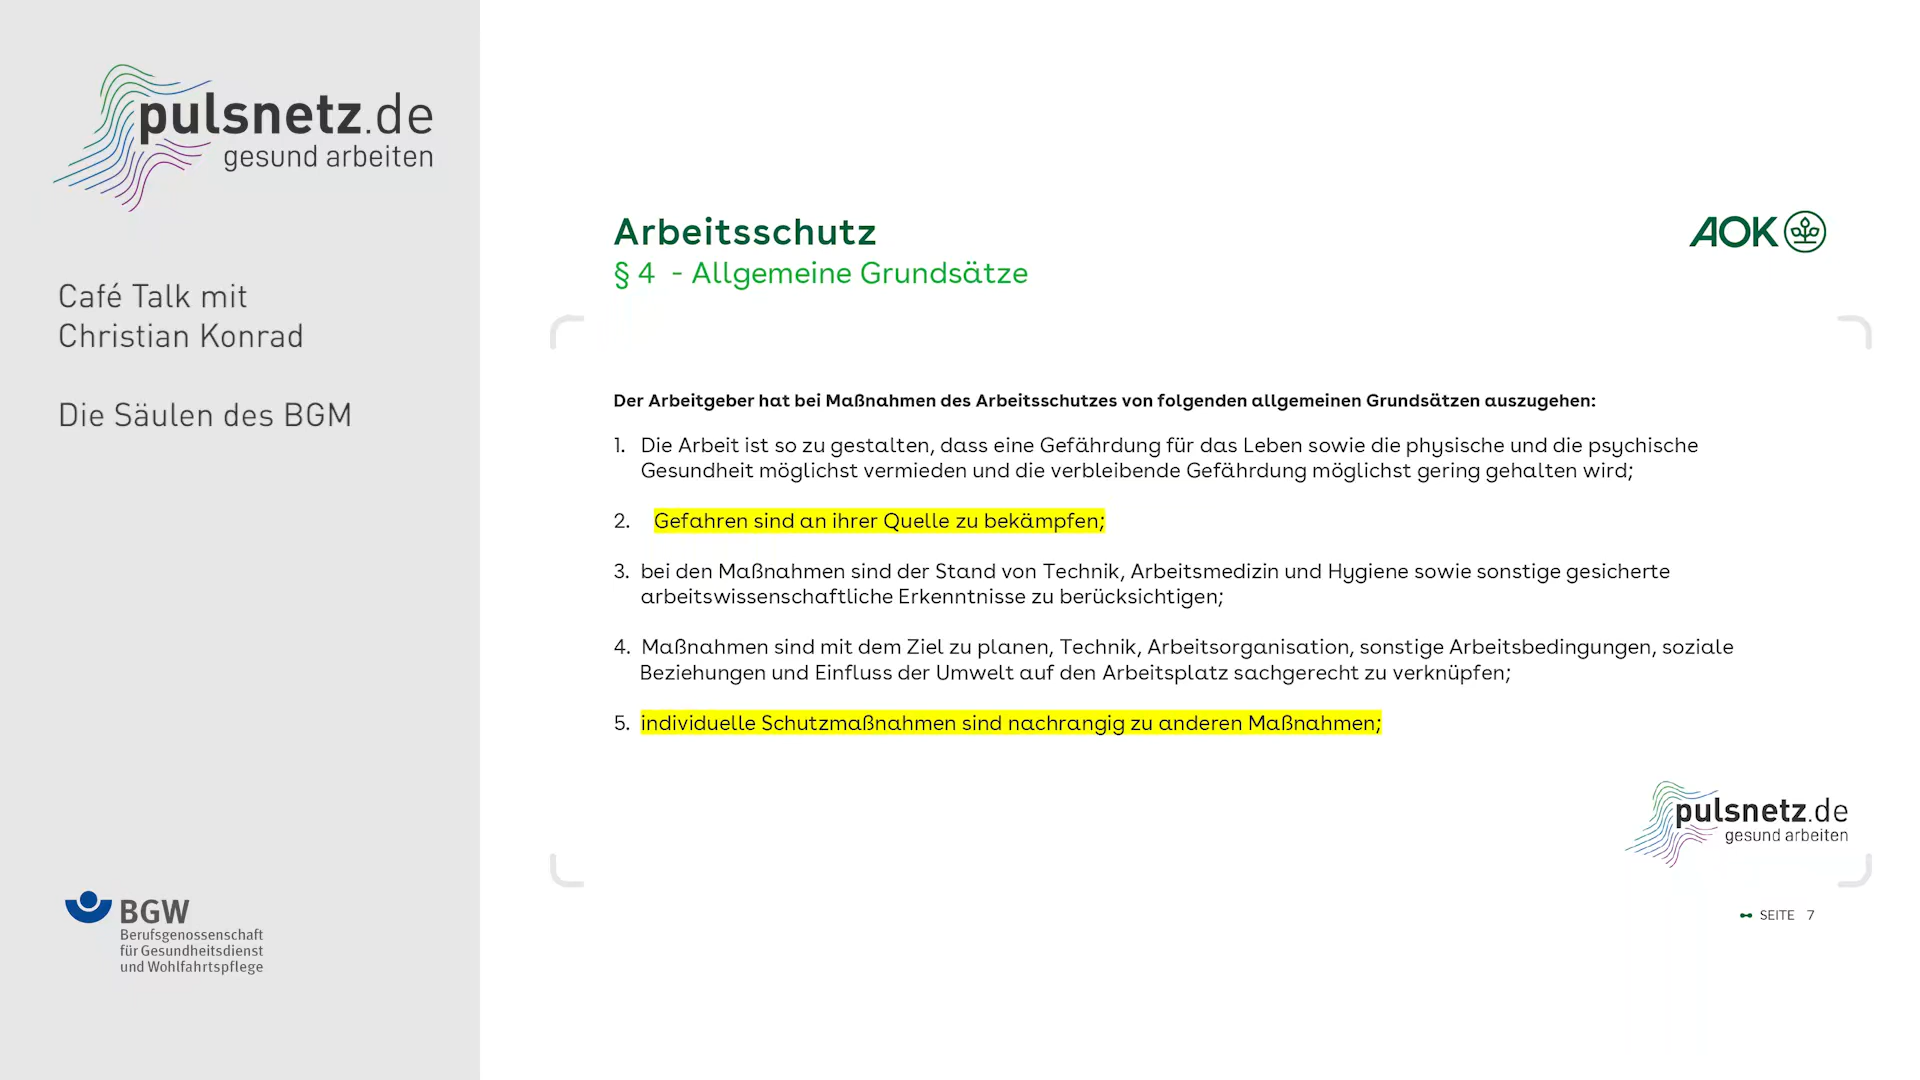 pulsnetz.de
gesund arbeiten
Café Talk mit
Christian Konrad
Die Säulen des BGM
BGW
Berufsgenossenschaft
für Gesundheitsdienst
und Wohlfahrtspflege
Arbeitsschutz
§ 4 - Allgemeine Grundsätze
AOK
Der Arbeitgeber hat bei Maßnahmen des Arbeitsschutzes von folgenden allgemeinen Grundsätzen auszugehen:
1. Die Arbeit ist so zu gestalten, dass eine Gefährdung für das Leben sowie die physische und die psychische
Gesundheit möglichst vermieden und die verbleibende Gefährdung möglichst gering gehalten wird;
2. Gefahren sind an ihrer Quelle zu bekämpfen;
3. bei den Maßnahmen sind der Stand von Technik, Arbeitsmedizin und Hygiene sowie sonstige gesicherte
arbeitswissenschaftliche Erkenntnisse zu berücksichtigen;
4. Maßnahmen sind mit dem Ziel zu planen, Technik, Arbeitsorganisation, sonstige Arbeitsbedingungen, soziale
Beziehungen und Einfluss der Umwelt auf den Arbeitsplatz sachgerecht zu verknüpfen;
5. individuelle Schutzmaßnahmen sind nachrangig zu anderen Maßnahmen;
pulsnetz.de
gesund arbeiten
SEITE 7